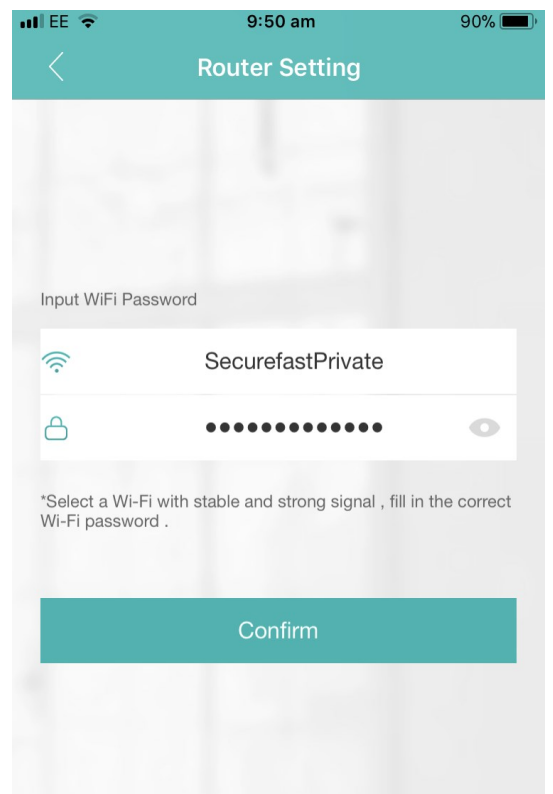 EE 9:50 am 90%
Router Setting
Input WiFi Password
SecurefastPrivate
•••••••••••••
*Select a Wi-Fi with stable and strong signal , fill in the correct
Wi-Fi password .
Confirm